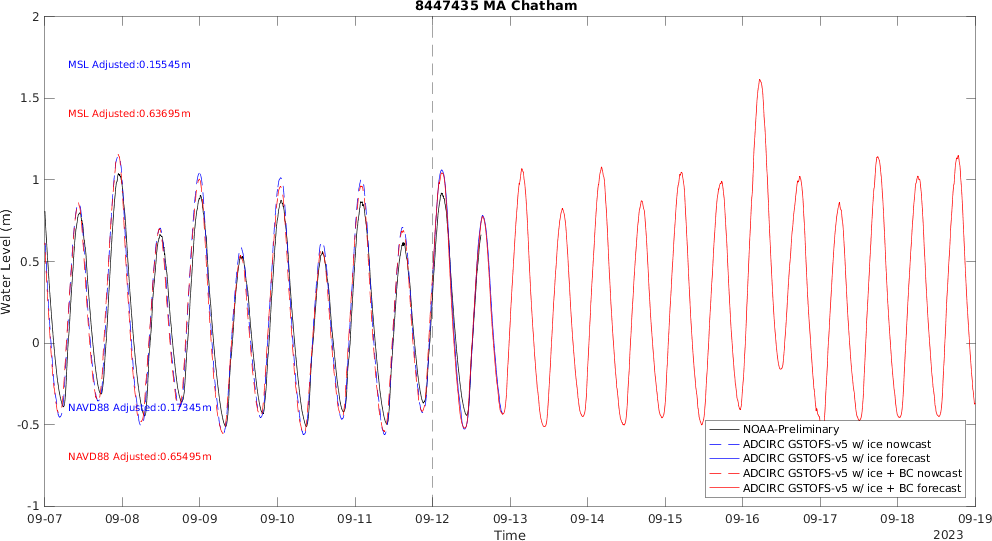 8447435 MA Chatham
2
1.5
1
0.5
0
-0.5
-1
Water Level (m)
MSL Adjusted:0.15545m
MSL Adjusted:0.63695m
NAVD88 Adjusted:0.17345m
NAVD88 Adjusted:0.65495m
NOAA-Preliminary
ADCIRC GSTOFS-v5 w/ ice nowcast
ADCIRC GSTOFS-v5 w/ ice forecast
ADCIRC GSTOFS-v5 w/ ice + BC nowcast
ADCIRC GSTOFS-v5 w/ ice + BC forecast
09-07 09-08 09-09 09-10 09-11 09-12 09-13 09-14 09-15 09-16 09-17 09-18 09-19
Time
2023